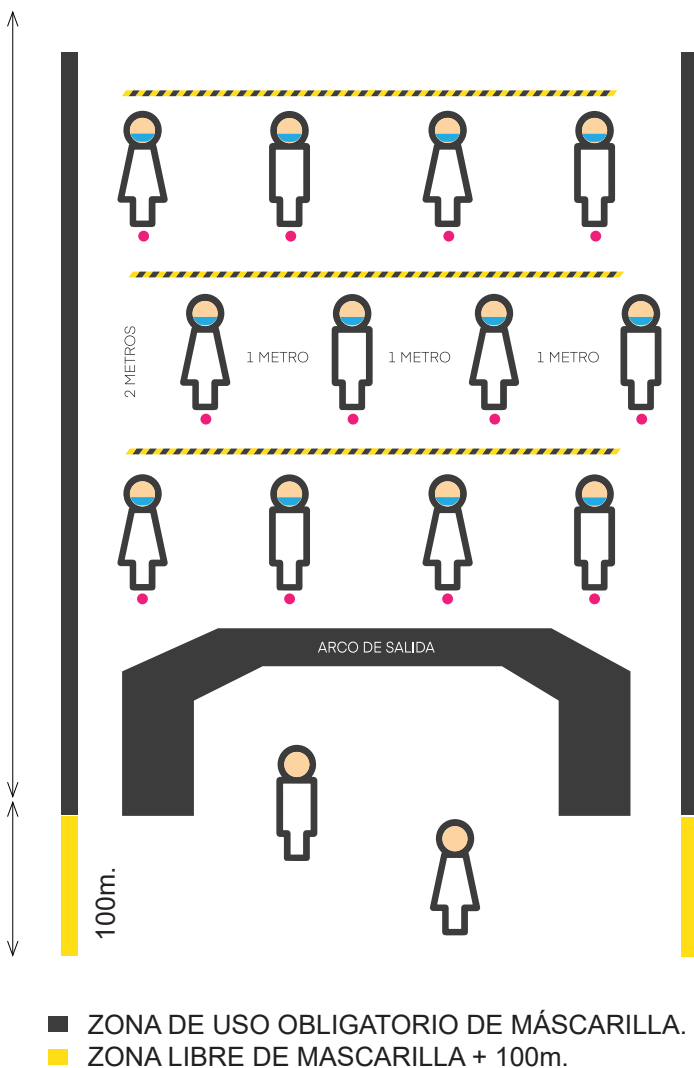 2 METROS
1 METRO
1 METRO
1 METRO
ARCO DE SALIDA
100m.
ZONA DE USO OBLIGATORIO DE MÁSCARILLA.
ZONA LIBRE DE MASCARILLA + 100m.